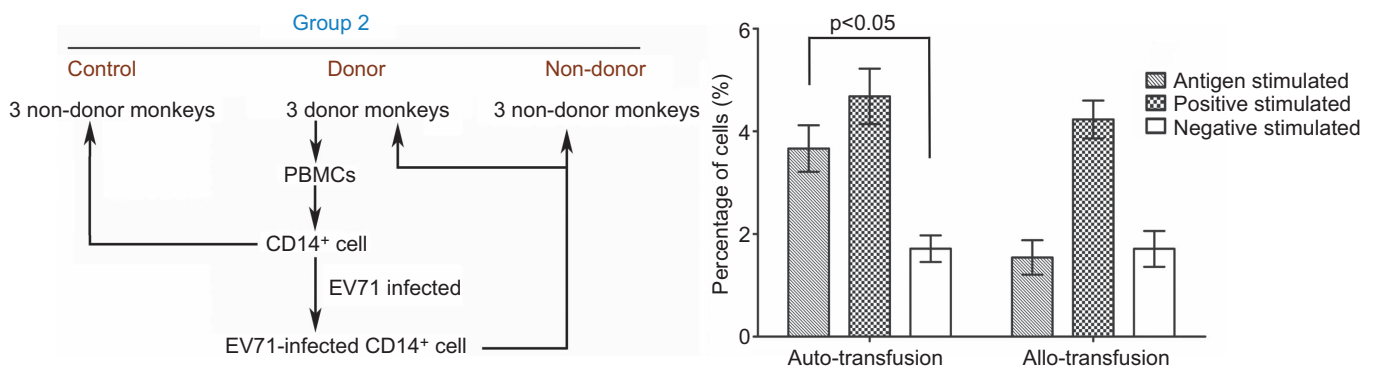 Group 2
Control
Donor
Non-donor
3 non-donor monkeys
3 donor monkeys
3 non-donor monkeys
PBMCs
CD14⁺ cell
EV71 infected
EV71-infected CD14⁺ cell
Percentage of cells (%)
6
4
2
0
p<0.05
Antigen stimulated
Positive stimulated
Negative stimulated
Auto-transfusion
Allo-transfusion